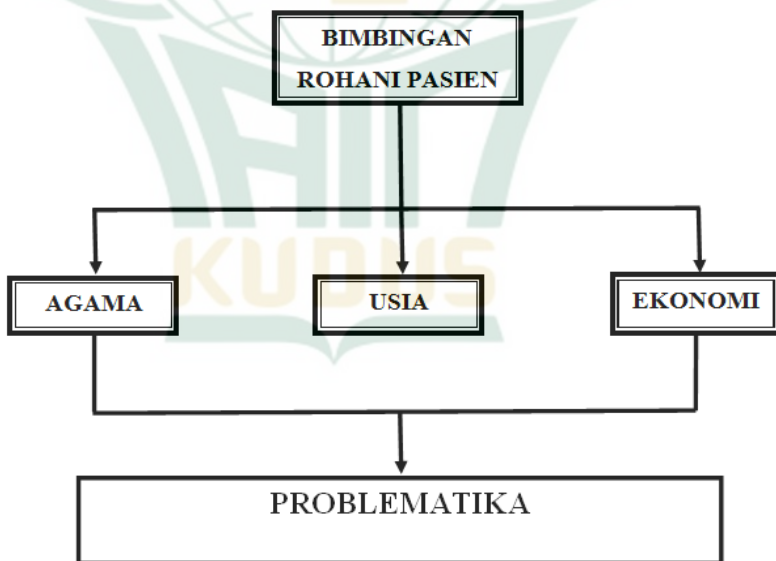 BIMBINGAN
ROHANI PASIEN
AGAMA
USIA
EKONOMI
KUDUS
PROBLEMATIKA